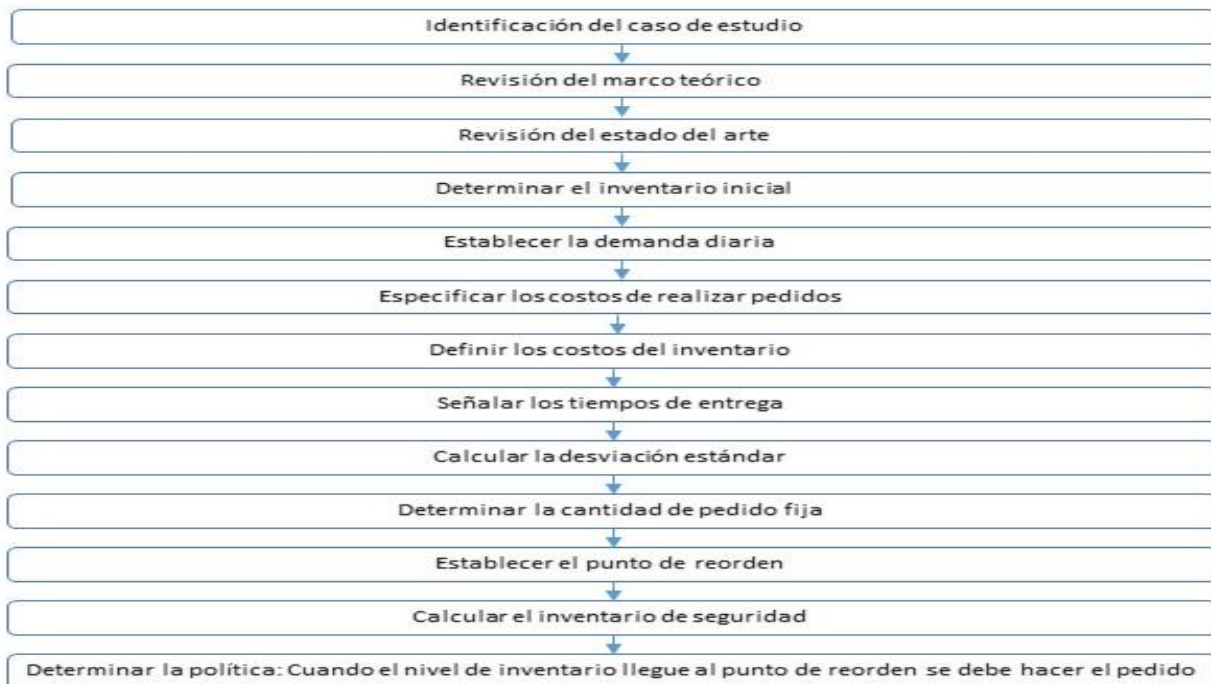 Identificación del caso de estudio
Revisión del marco teórico
Revisión del estado del arte
Determinar el inventario inicial
Establecer la demanda diaria
Especificar los costos de realizar pedidos
Definir los costos del inventario
Señalar los tiempos de entrega
Calcular la desviación estándar
Determinar la cantidad de pedido fija
Establecer el punto de reorden
Calcular el inventario de seguridad
Determinar la política: Cuando el nivel de inventario llegue al punto de reorden se debe hacer el pedido